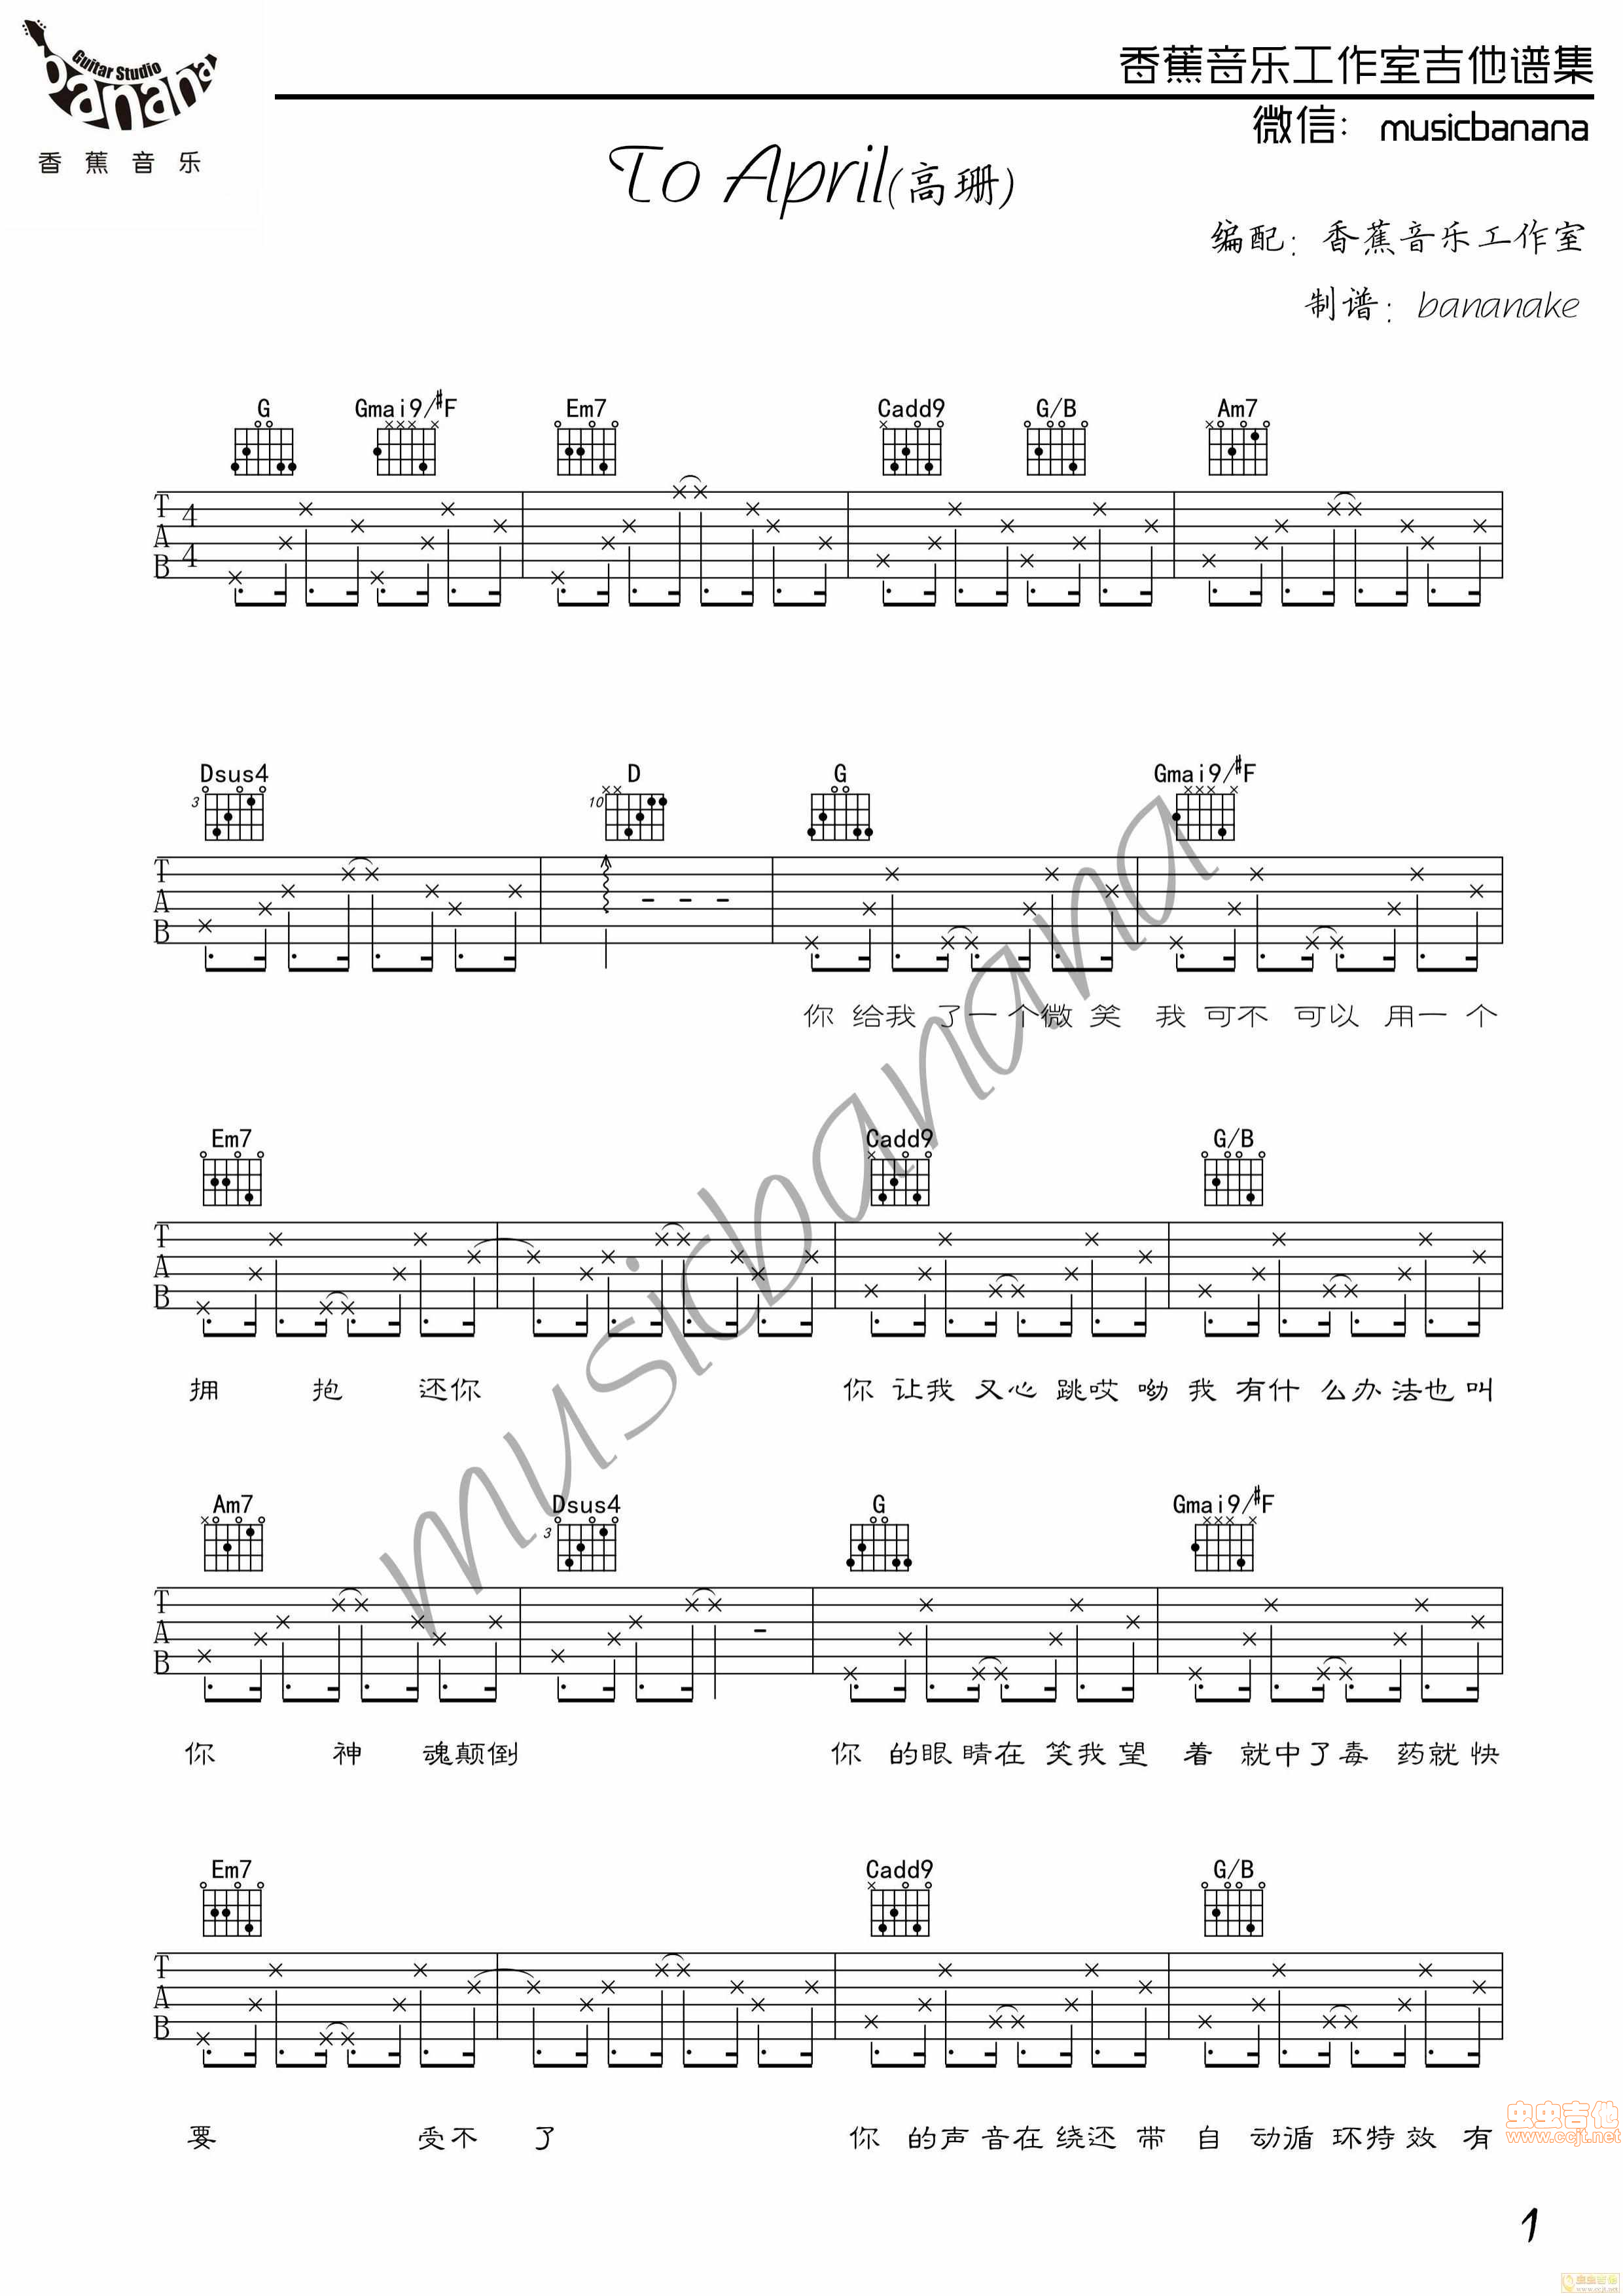 Guitar Studio
banana
香蕉音乐
香蕉音乐工作室吉他谱集
微信: musicbanana
To April(高珊)
编配: 香蕉音乐工作室
制谱: bananake
G Gmai9/#F Em7 Cadd9 G/B Am7
T A B 4 4
Dsus4 D G Gmai9/#F
3 10
T A B
你 给我 了一个微 笑 我 可不 可以 用一 个
Em7 Cadd9 G/B
T A B
拥 抱 还你 你 让我 又心 跳哎 呦 我 有什 么办 法也 叫
Am7 Dsus4 G Gmai9/#F
3
T A B
你 神 魂颠倒 你 的眼 睛在 笑我 望 着 就中了毒 药就 快
Em7 Cadd9 G/B
T A B
要 受不 了 你 的声 音在 绕还 带 自 动循 环特 效 有
musicbanana
虫虫吉他
www.ccjt.net
1
虫虫吉他
www.ccjt.net